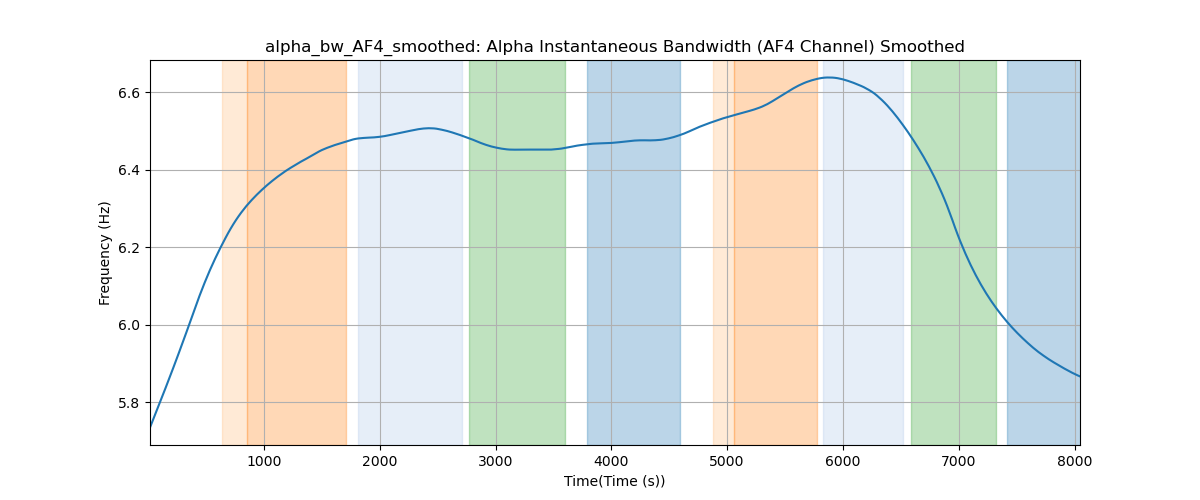 alpha_bw_AF4_smoothed: Alpha Instantaneous Bandwidth (AF4 Channel) Smoothed
Frequency (Hz)
6.6
6.4
6.2
6.0
5.8
1000 2000 3000 4000 5000 6000 7000 8000
Time(Time (s))